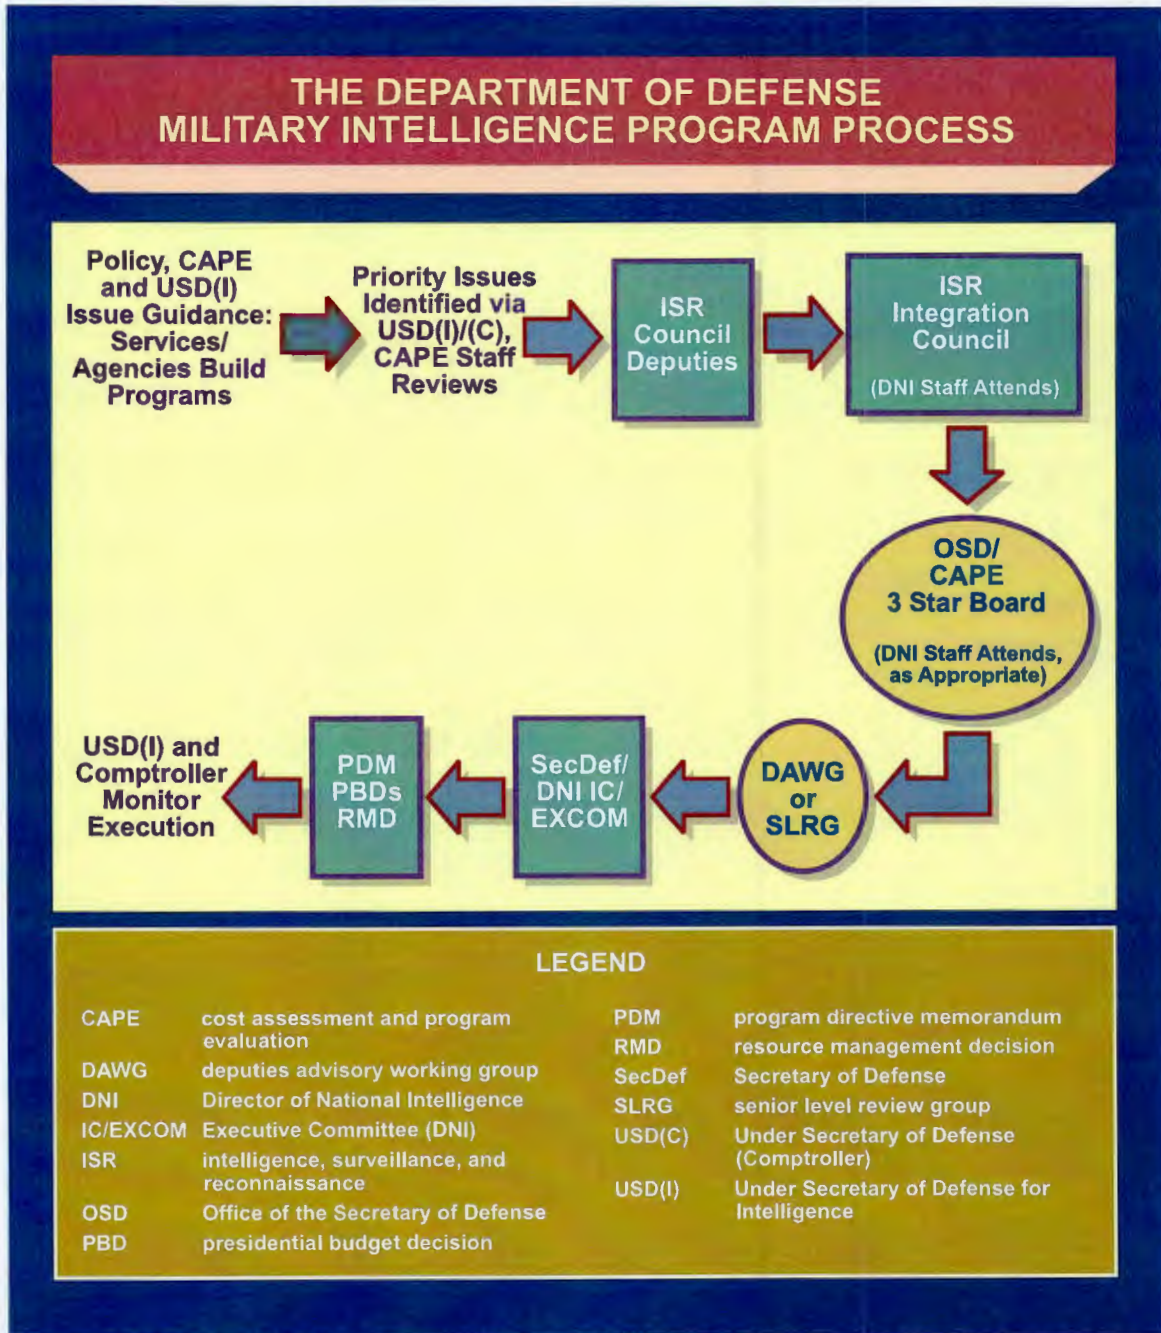 THE DEPARTMENT OF DEFENSE
MILITARY INTELLIGENCE PROGRAM PROCESS
Policy, CAPE
and USD(I)
Issue Guidance:
Services/
Agencies Build
Programs
Priority Issues
Identified via
USD(I)/(C),
CAPE Staff
Reviews
ISR
Council
Deputies
ISR
Integration
Council
(DNI Staff Attends)
OSD/
CAPE
3 Star Board
(DNI Staff Attends,
as Appropriate)
DAWG
or
SLRG
SecDef/
DNI IC/
EXCOM
PDM
PBDs
RMD
USD(I) and
Comptroller
Monitor
Execution
LEGEND
CAPE cost assessment and program
evaluation
DAWG deputies advisory working group
DNI Director of National Intelligence
IC/EXCOM Executive Committee (DNI)
ISR intelligence, surveillance, and
reconnaissance
OSD Office of the Secretary of Defense
PBD presidential budget decision
PDM program directive memorandum
RMD resource management decision
SecDef Secretary of Defense
SLRG senior level review group
USD(C) Under Secretary of Defense
(Comptroller)
USD(I) Under Secretary of Defense for
Intelligence